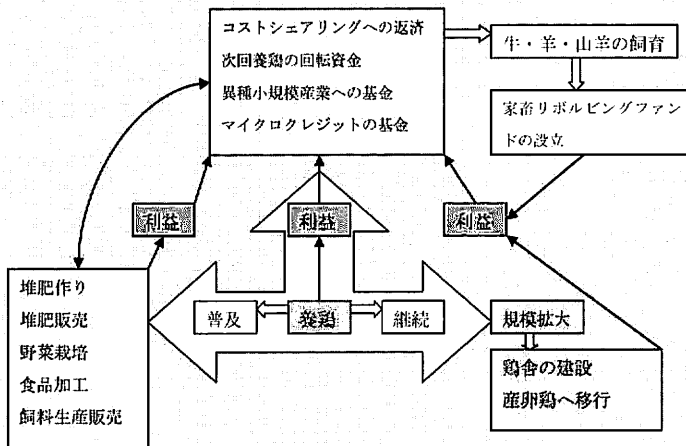 コストシェアリングへの返済
次回養鶏の回転資金
異種小規模産業への基金
マイクロクレジットの基金
牛・羊・山羊の飼育
家畜リボルビングファン
ドの設立
利益
利益
利益
堆肥作り
堆肥販売
野菜栽培
食品加工
飼料生産販売
普及
養鶏
継続
規模拡大
鶏舎の建設
産卵鶏へ移行